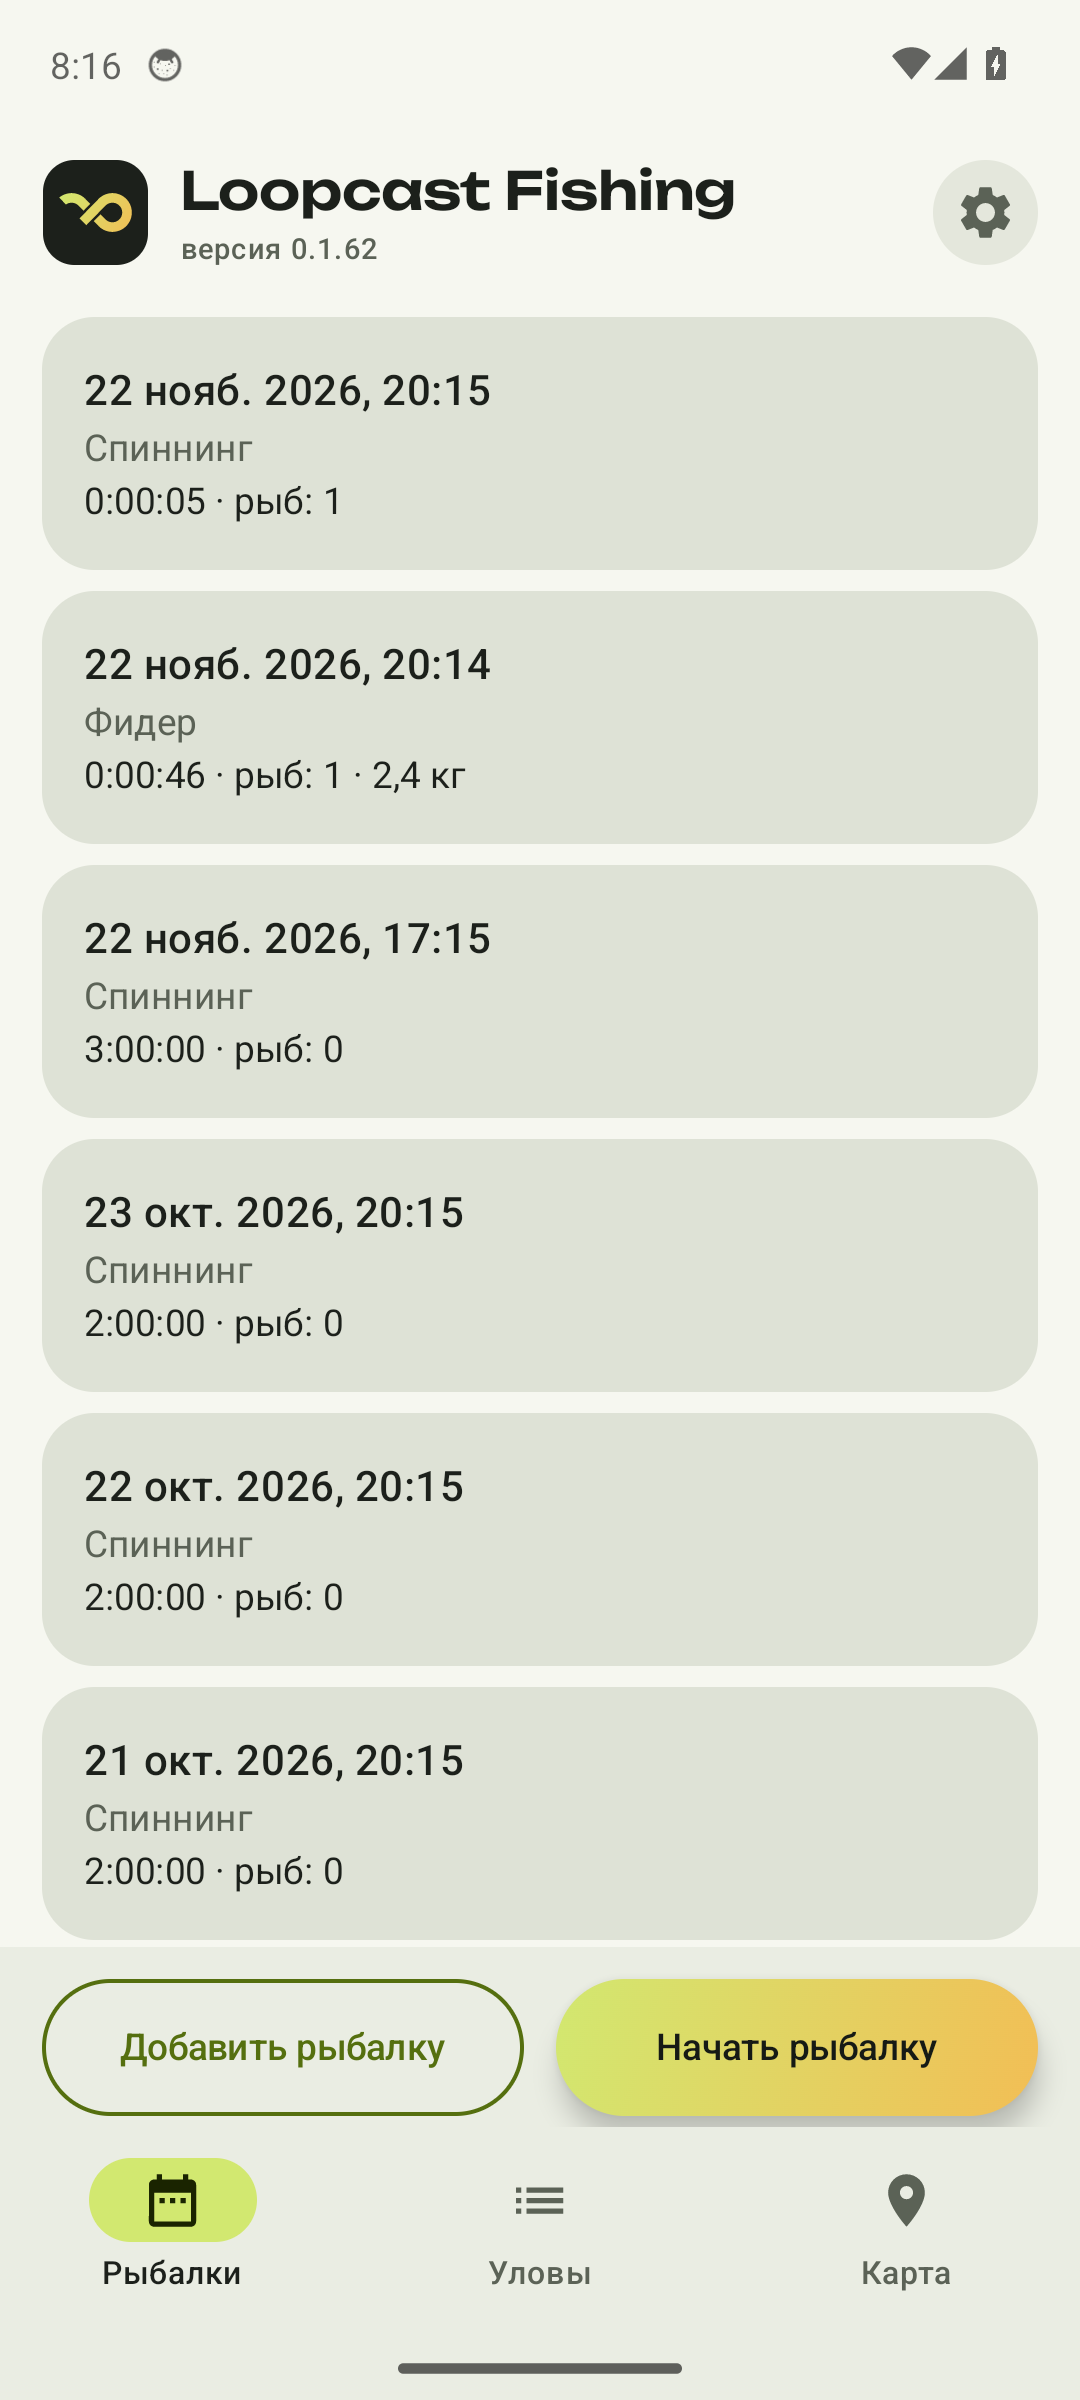 8:16
Loopcast Fishing
версия 0.1.62
22 нояб. 2026, 20:15
Спиннинг
0:00:05 · рыб: 1
22 нояб. 2026, 20:14
Фидер
0:00:46 · рыб: 1 · 2,4 кг
22 нояб. 2026, 17:15
Спиннинг
3:00:00 · рыб: 0
23 окт. 2026, 20:15
Спиннинг
2:00:00 · рыб: 0
22 окт. 2026, 20:15
Спиннинг
2:00:00 · рыб: 0
21 окт. 2026, 20:15
Спиннинг
2:00:00 · рыб: 0
Добавить рыбалку
Начать рыбалку
Рыбалки
Уловы
Карта